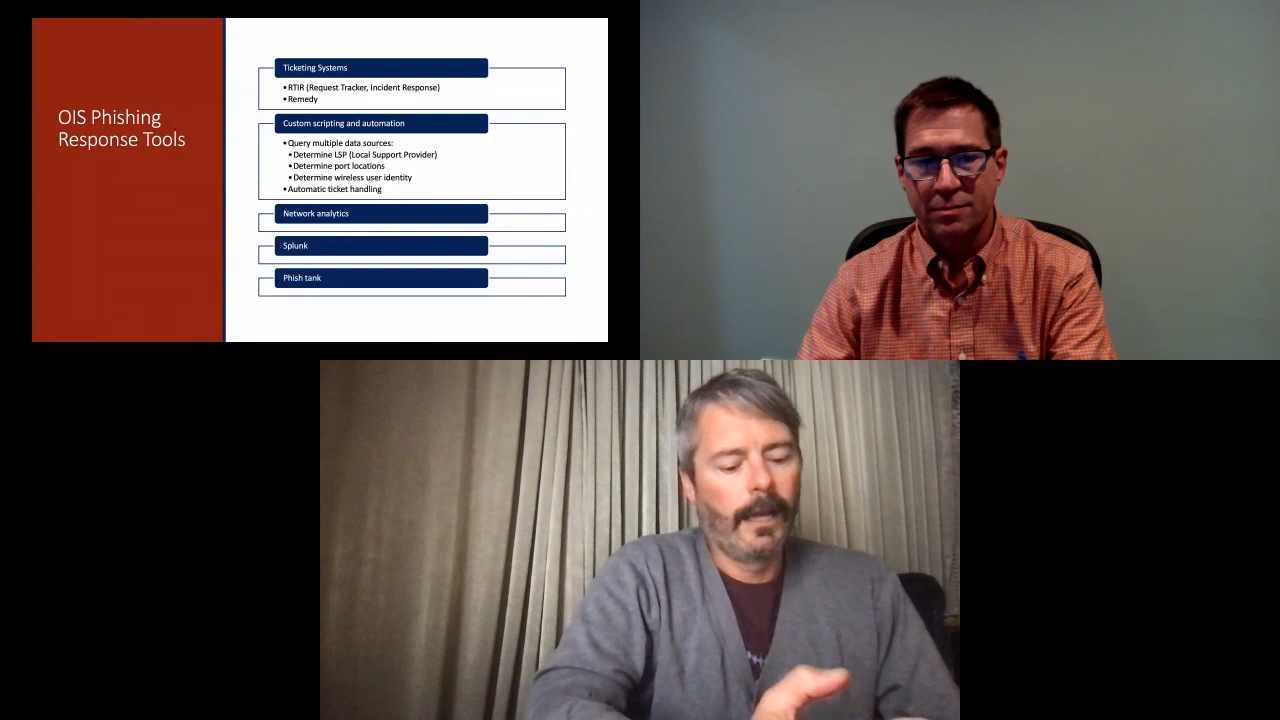 OIS Phishing
Response Tools
Ticketing Systems
•RTIR (Request Tracker, Incident Response)
•Remedy
Custom scripting and automation
•Query multiple data sources:
•Determine LSP (Local Support Provider)
•Determine port locations
•Determine wireless user identity
•Automatic ticket handling
Network analytics
Splunk
Phish tank